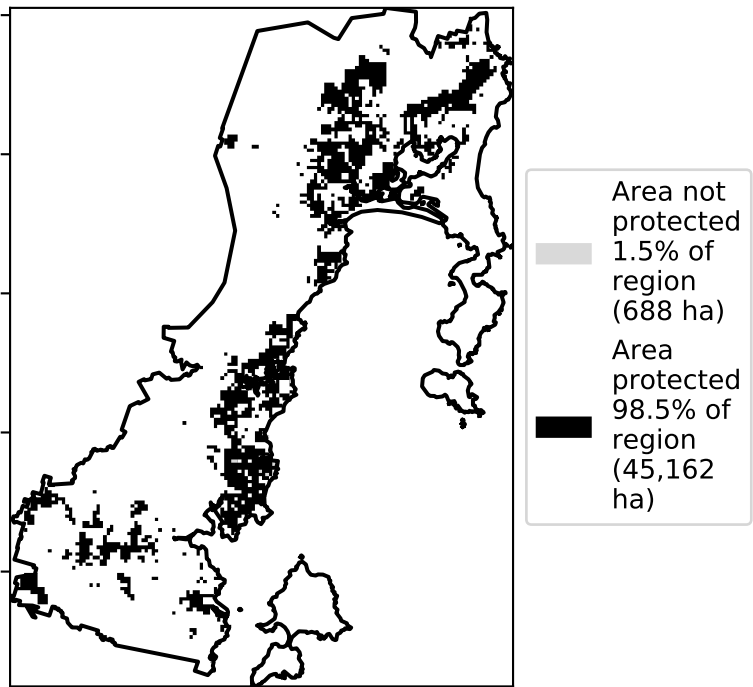 Area not
protected
1.5% of
region
(688 ha)
Area
protected
98.5% of
region
(45,162
ha)